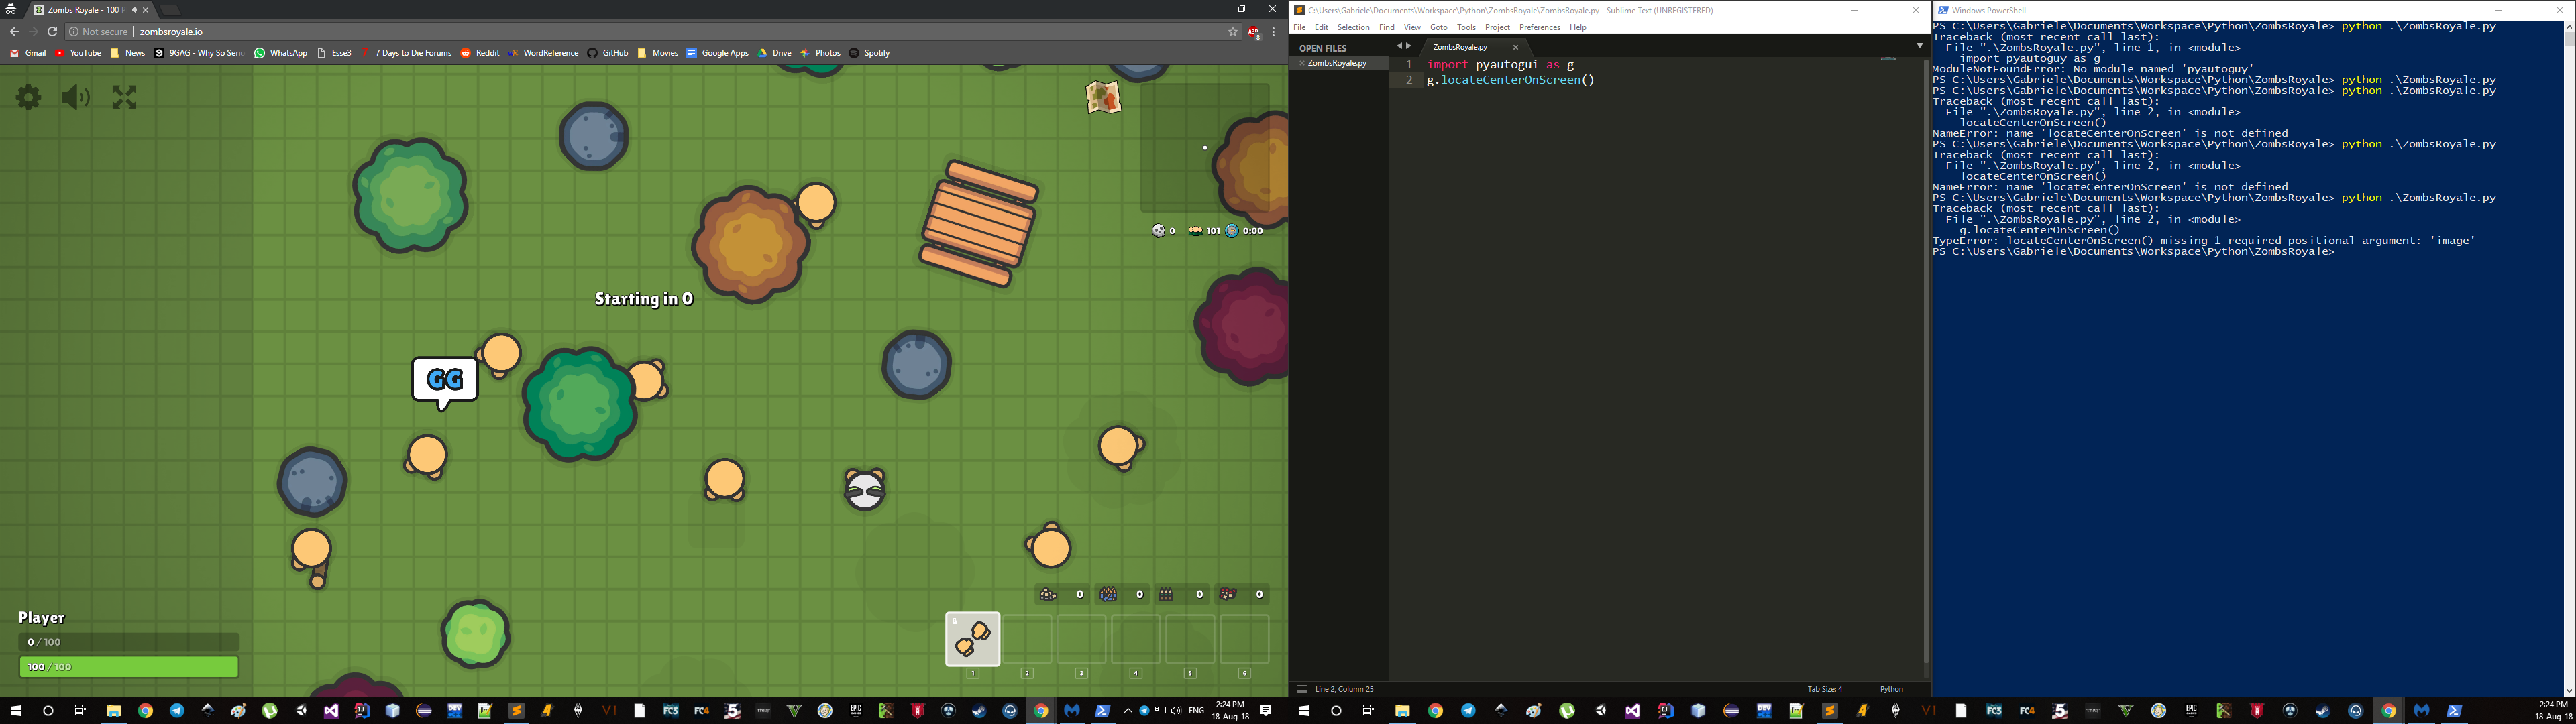 Zombs Royale - 100 P
Not secure | zombsroyale.io
Gmail YouTube News 9GAG - Why So Serio WhatsApp Esse3 7 Days to Die Forums Reddit WordReference GitHub Movies Google Apps Drive Photos Spotify
0 101 0:00
Starting in 0
GG
0 0 0 0
Player
0 / 100
100 / 100
1 2 3 4 5 6
C:\Users\Gabriele\Documents\Workspace\Python\ZombsRoyale\ZombsRoyale.py - Sublime Text (UNREGISTERED)
File Edit Selection Find View Goto Tools Project Preferences Help
OPEN FILES
ZombsRoyale.py
ZombsRoyale.py
1 import pyautogui as g
2 g.locateCenterOnScreen()
Line 2, Column 25
Tab Size: 4
Python
Windows PowerShell
PS C:\Users\Gabriele\Documents\Workspace\Python\ZombsRoyale> python .\ZombsRoyale.py
Traceback (most recent call last):
File ".\ZombsRoyale.py", line 1, in <module>
import pyautoguy as g
ModuleNotFoundError: No module named 'pyautoguy'
PS C:\Users\Gabriele\Documents\Workspace\Python\ZombsRoyale> python .\ZombsRoyale.py
PS C:\Users\Gabriele\Documents\Workspace\Python\ZombsRoyale> python .\ZombsRoyale.py
Traceback (most recent call last):
File ".\ZombsRoyale.py", line 2, in <module>
locateCenterOnScreen()
NameError: name 'locateCenterOnScreen' is not defined
PS C:\Users\Gabriele\Documents\Workspace\Python\ZombsRoyale> python .\ZombsRoyale.py
Traceback (most recent call last):
File ".\ZombsRoyale.py", line 2, in <module>
locateCenterOnScreen()
NameError: name 'locateCenterOnScreen' is not defined
PS C:\Users\Gabriele\Documents\Workspace\Python\ZombsRoyale> python .\ZombsRoyale.py
Traceback (most recent call last):
File ".\ZombsRoyale.py", line 2, in <module>
g.locateCenterOnScreen()
TypeError: locateCenterOnScreen() missing 1 required positional argument: 'image'
PS C:\Users\Gabriele\Documents\Workspace\Python\ZombsRoyale>
ENG
2:24 PM
18-Aug-18
2:24 PM
18-Aug-18